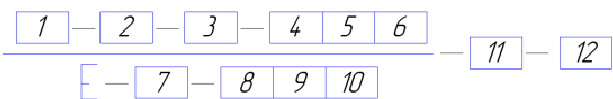 1 — 2 — 3 — 4 5 6
— 11 — 12
[ — 7 — 8 9 10